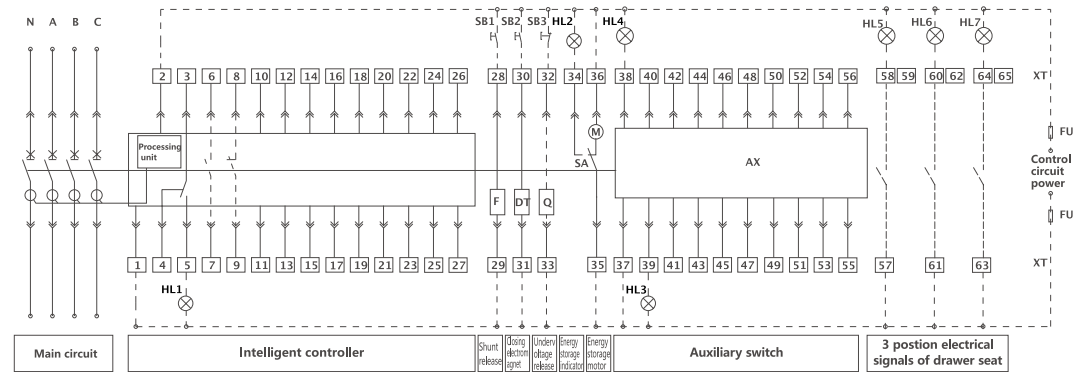 N A B C
SB1 SB2 SB3 HL2 HL4 HL5 HL6 HL7
2 3 6 8 10 12 14 16 18 20 22 24 26 28 30 32 34 36 38 40 42 44 46 48 50 52 54 56 58 59 60 62 64 65 XT
Processing
unit
M
SA
AX
FU
Control
circuit
power
F DT Q
FU
1 4 5 7 9 11 13 15 17 19 21 23 25 27 29 31 33 35 37 39 41 43 45 47 49 51 53 55 57 61 63 XT
HL1 HL3
Main circuit
Intelligent controller
Shunt
release
Closing
electrom
agnet
Underv
oltage
release
Energy
storage
indicator
Energy
storage
motor
Auxiliary switch
3 postion electrical
signals of drawer seat